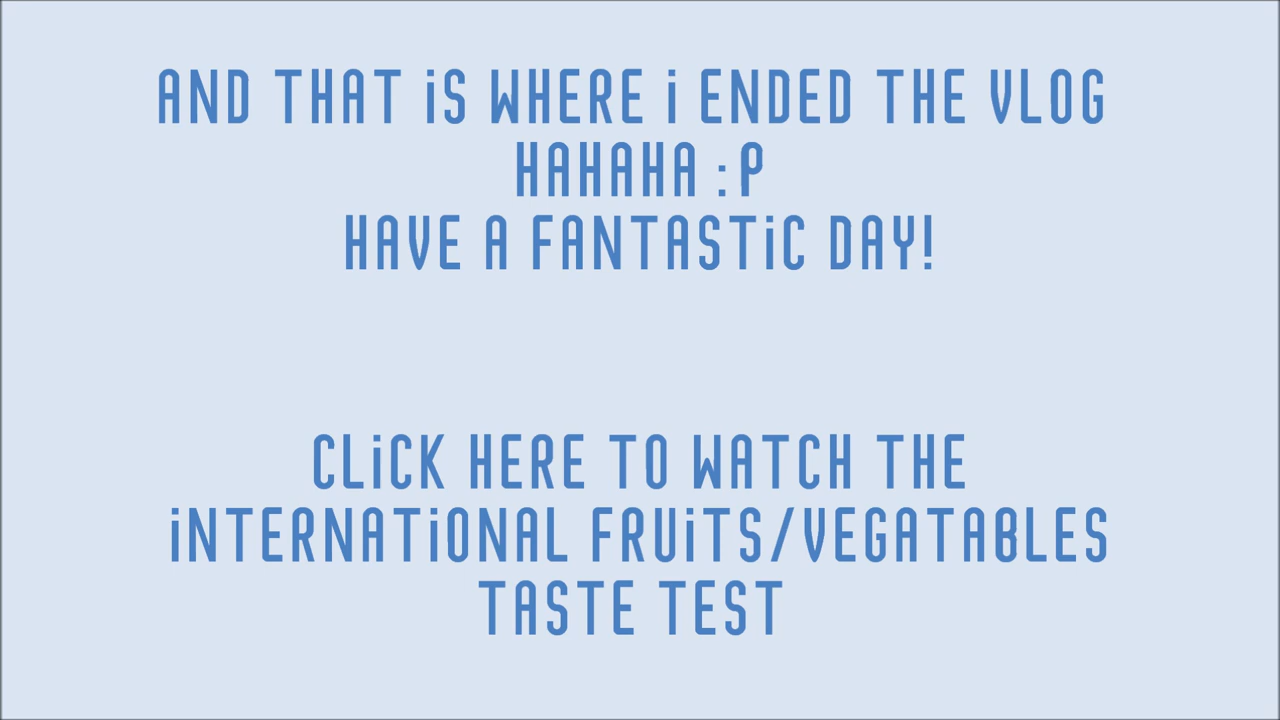 AND THAT iS WHERE i ENDED THE VLOG
HAHAHA :P
HAVE A FANTASTiC DAY!
CLiCK HERE TO WATCH THE
iNTERNATiONAL FRUiTS/VEGATABLES
TASTE TEST